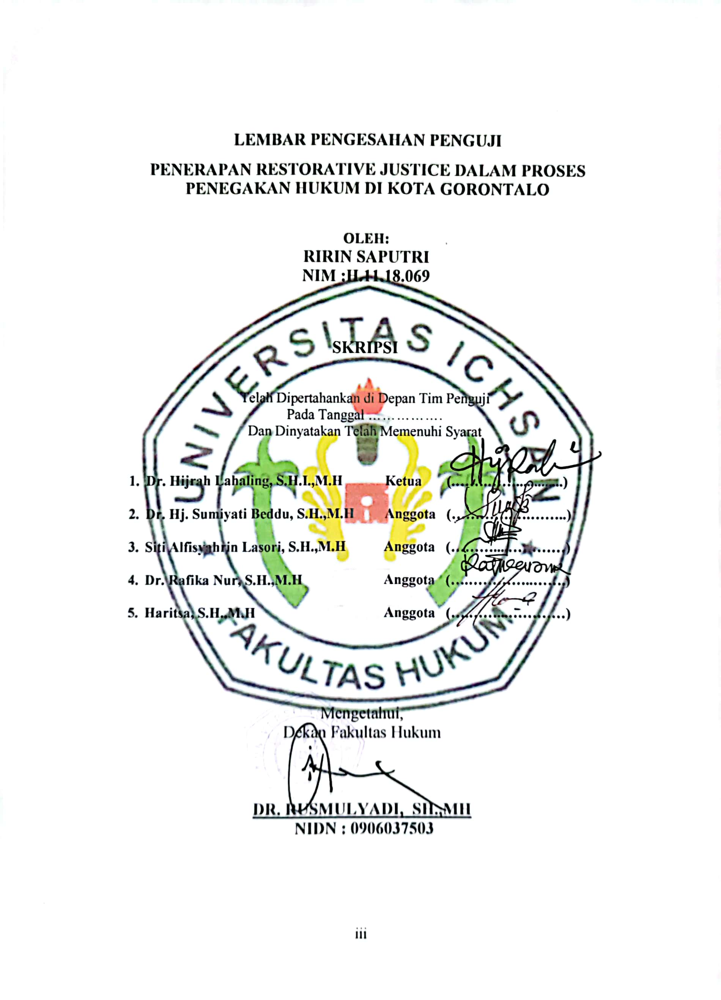 LEMBAR PENGESAHAN PENGUJI
PENERAPAN RESTORATIVE JUSTICE DALAM PROSES
PENEGAKAN HUKUM DI KOTA GORONTALO
OLEH:
RIRIN SAPUTRI
NIM :H.11.18.069
UNIVERSITAS ICHSAN
SKRIPSI
Telah Dipertahankan di Depan Tim Penguji
Pada Tanggal ................
Dan Dinyatakan Telah Memenuhi Syarat
1. Dr. Hijrah Lahaling, S.H.I.,M.H Ketua (..........................)
2. Dr. Hj. Sumiyati Beddu, S.H.,M.H Anggota (..........................)
3. Siti Alfisyahrin Lasori, S.H.,M.H Anggota (..........................)
4. Dr. Rafika Nur, S.H.,M.H Anggota (..........................)
5. Haritsa, S.H.,M.H Anggota (..........................)
FAKULTAS HUKUM
Mengetahui,
Dekan Fakultas Hukum
DR. RUSMULYADI, SH.,MH
NIDN : 0906037503
iii